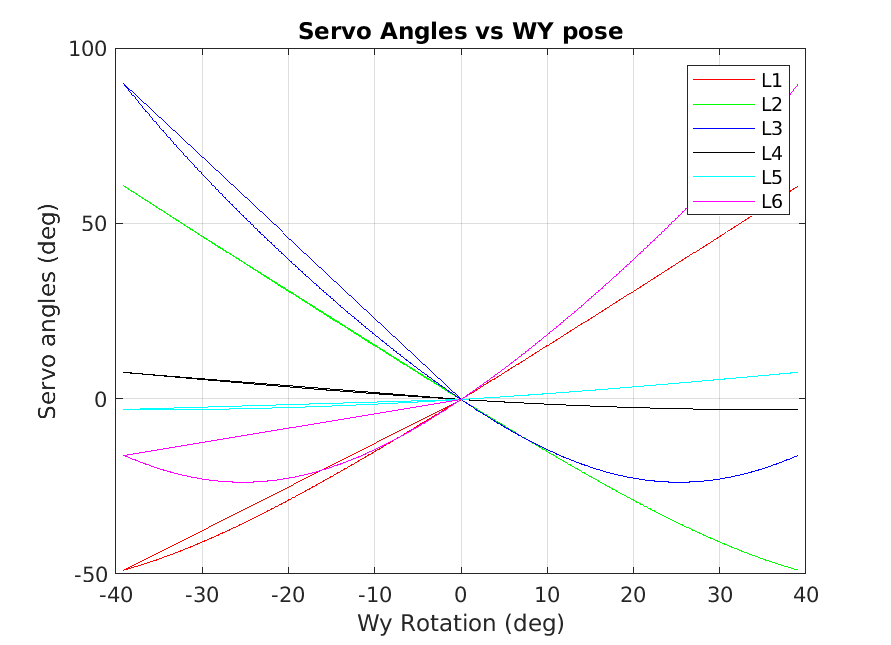 Servo Angles vs WY pose
100
50
0
-50
Servo angles (deg)
L1
L2
L3
L4
L5
L6
-40
-30
-20
-10
0
10
20
30
40
Wy Rotation (deg)